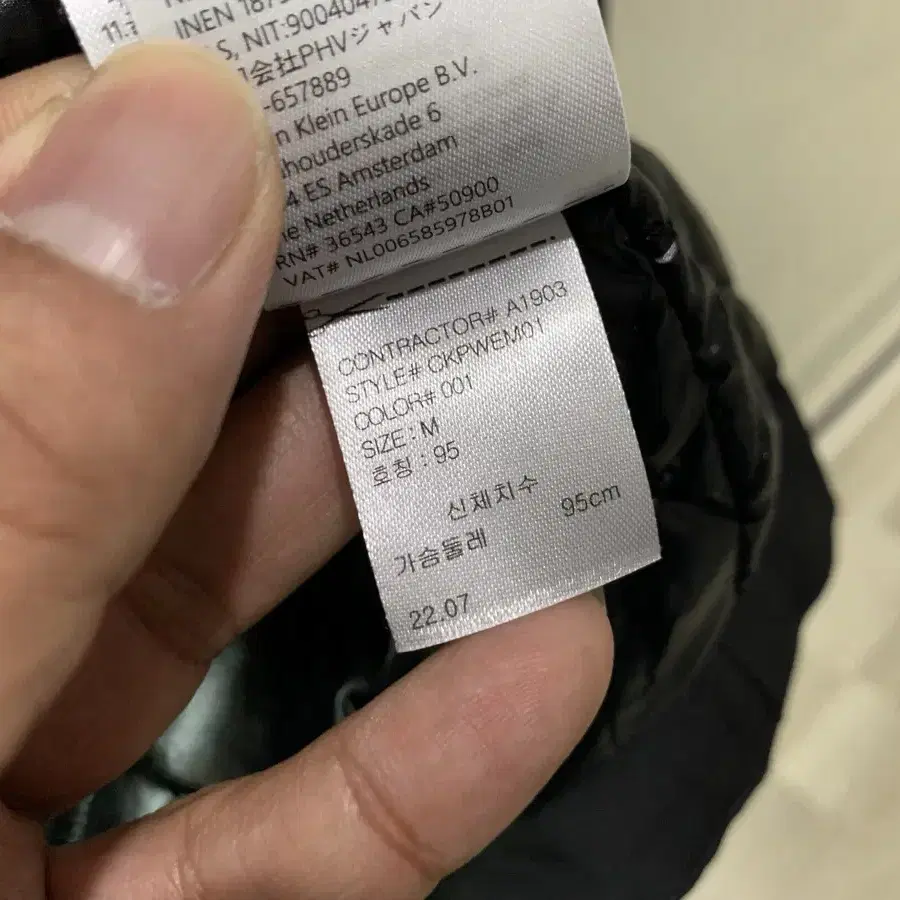 11.
INEN 187
S, NIT:9004047
会社PHVジャパン
-657889
n Klein Europe B.V.
houderskade 6
4 ES Amsterdam
e Netherlands
RN# 36543 CA#50900
VAT# NL006585978B01
CONTRACTOR# A1903
STYLE# CKPWEM01
COLOR# 001
SIZE : M
호칭 : 95
신체치수
가슴둘레 95cm
22.07